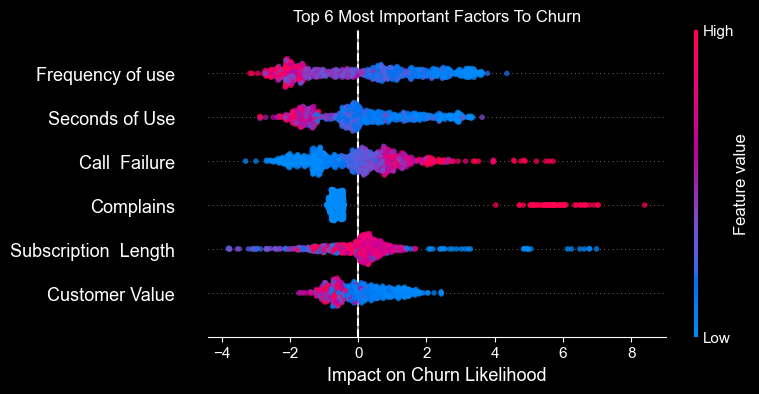 Top 6 Most Important Factors To Churn
High
Frequency of use
Seconds of Use
Call  Failure
Complains
Subscription  Length
Customer Value
Feature value
Low
−4 −2 0 2 4 6 8
Impact on Churn Likelihood